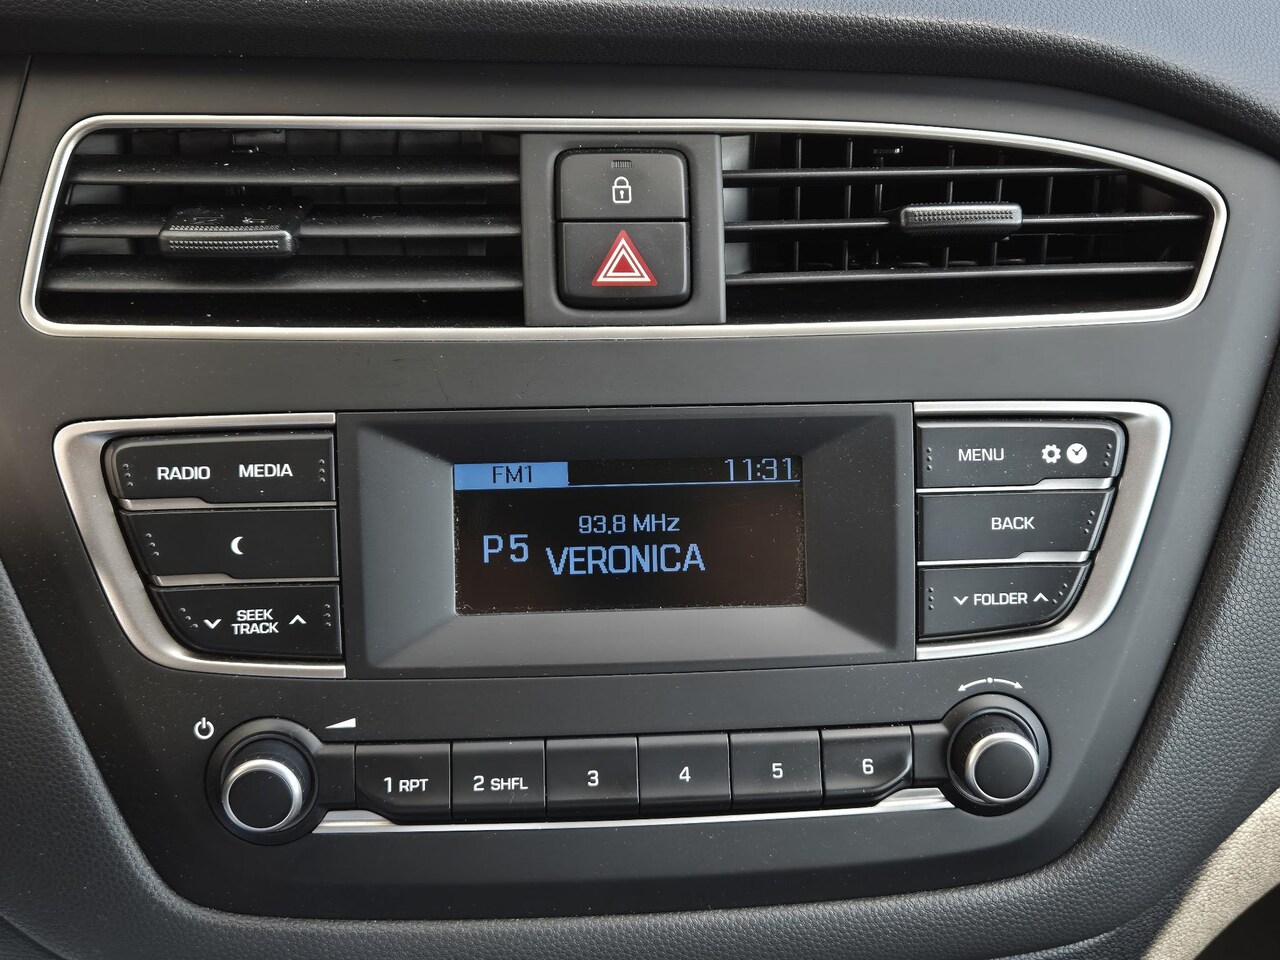 RADIO MEDIA
SEEK
TRACK
FM1 11:31
93.8 MHz
P5 VERONICA
MENU
BACK
FOLDER
1 RPT
2 SHFL
3
4
5
6